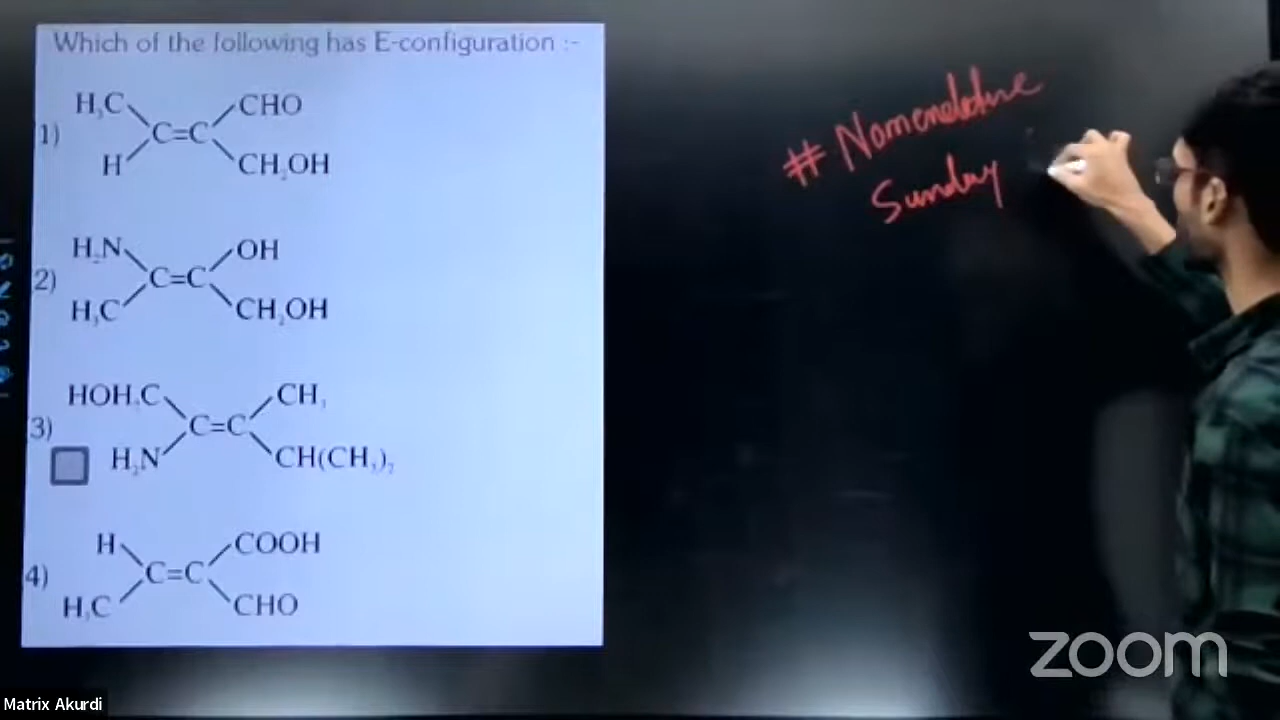 Which of the following has E-configuration :-
1) H₃C H C=C CHO CH₂OH
2) H₂N H₃C C=C OH CH₂OH
3) HOH₂C H₂N C=C CH₃ CH(CH₃)₂
4) H H₃C C=C COOH CHO
# Nomenclature
Sunday
zoom
Matrix Akurdi